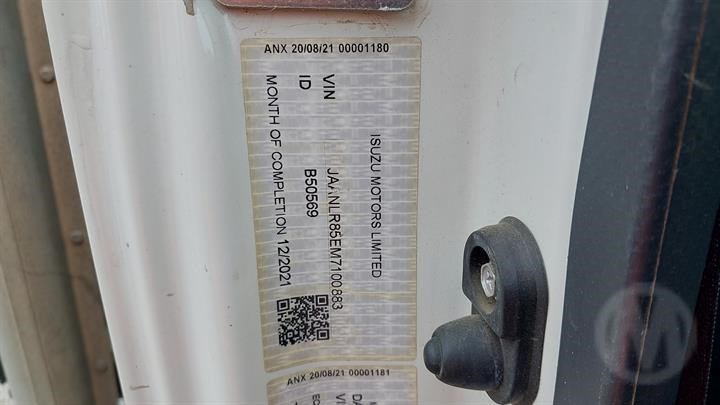 ANX 20/08/21 00001180
ISUZU MOTORS LIMITED
VIN JAANLR85EM7100883
ID B50569
MONTH OF COMPLETION 12/2021
ANX 20/08/21 00001181